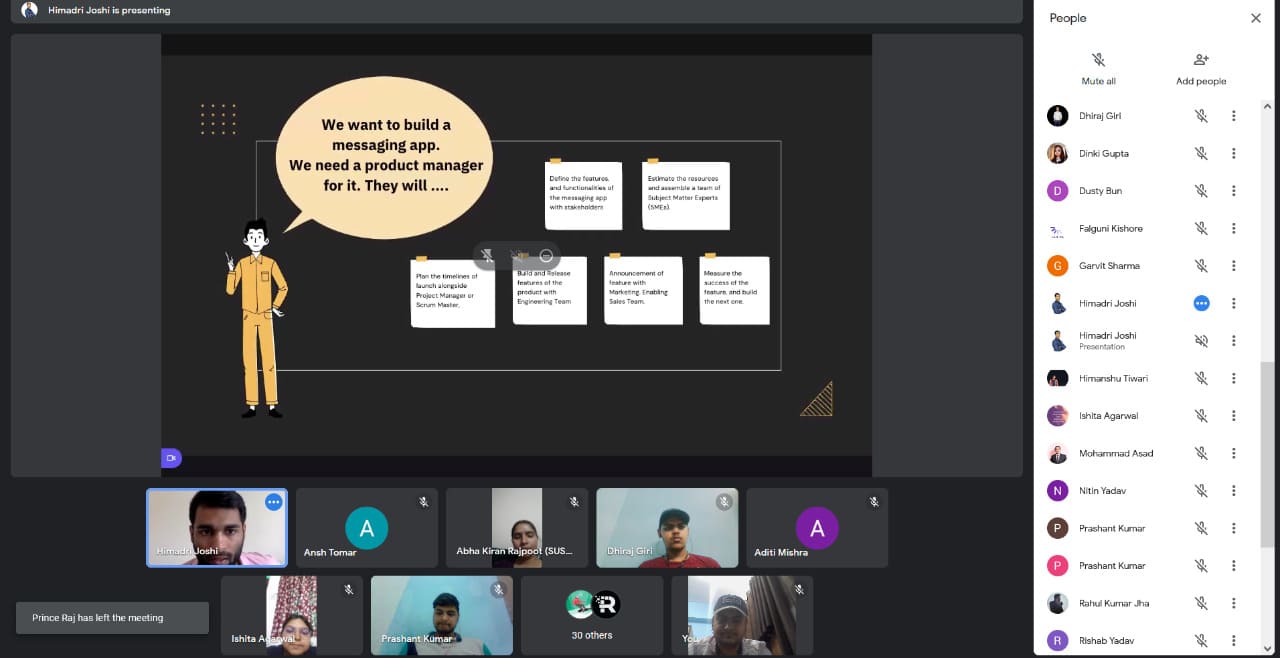 Himadri Joshi is presenting
We want to build a
messaging app.
We need a product manager
for it. They will ....
Define the features,
and functionalities of
the messaging app
with stakeholders
Estimate the resources
and assemble a team of
Subject Matter Experts
(SMEs).
Plan the timelines of
launch alongside
Project Manager or
Scrum Master.
Build and Release
features of the
product with
Engineering Team
Announcement of
feature with
Marketing. Enabling
Sales Team.
Measure the
success of the
feature, and build
the next one.
Himadri Joshi
A
Ansh Tomar
Abha Kiran Rajpoot (SUS...
Dhiraj Giri
A
Aditi Mishra
Prince Raj has left the meeting
Ishita Agarwal
Prashant Kumar
R
30 others
You
People
Mute all
Add people
Dhiraj Giri
Dinki Gupta
D
Dusty Bun
Falguni Kishore
G
Garvit Sharma
Himadri Joshi
Himadri Joshi
Presentation
Himanshu Tiwari
Ishita Agarwal
Mohammad Asad
N
Nitin Yadav
P
Prashant Kumar
P
Prashant Kumar
Rahul Kumar Jha
R
Rishab Yadav